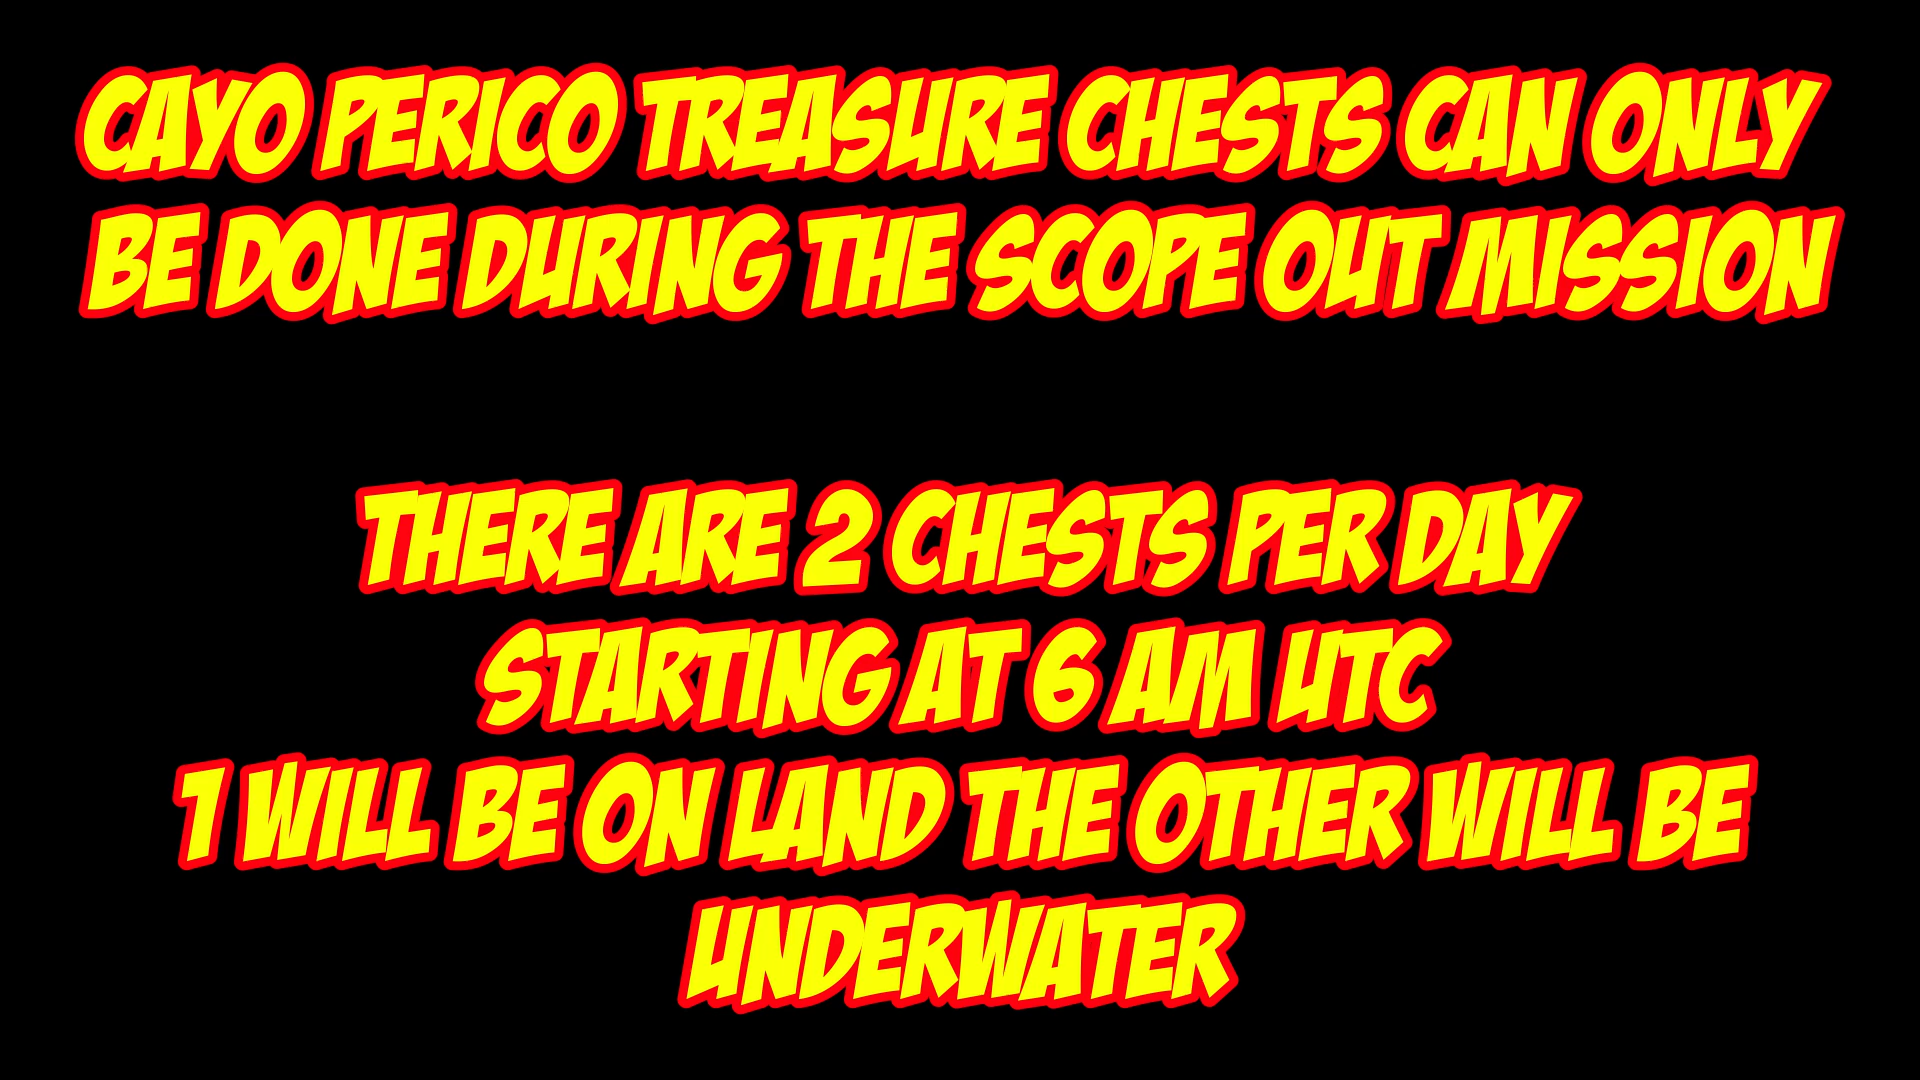 CAYO PERICO TREASURE CHESTS CAN ONLY
BE DONE DURING THE SCOPE OUT MISSION
THERE ARE 2 CHESTS PER DAY
STARTING AT 6 AM UTC
1 WILL BE ON LAND THE OTHER WILL BE
UNDERWATER